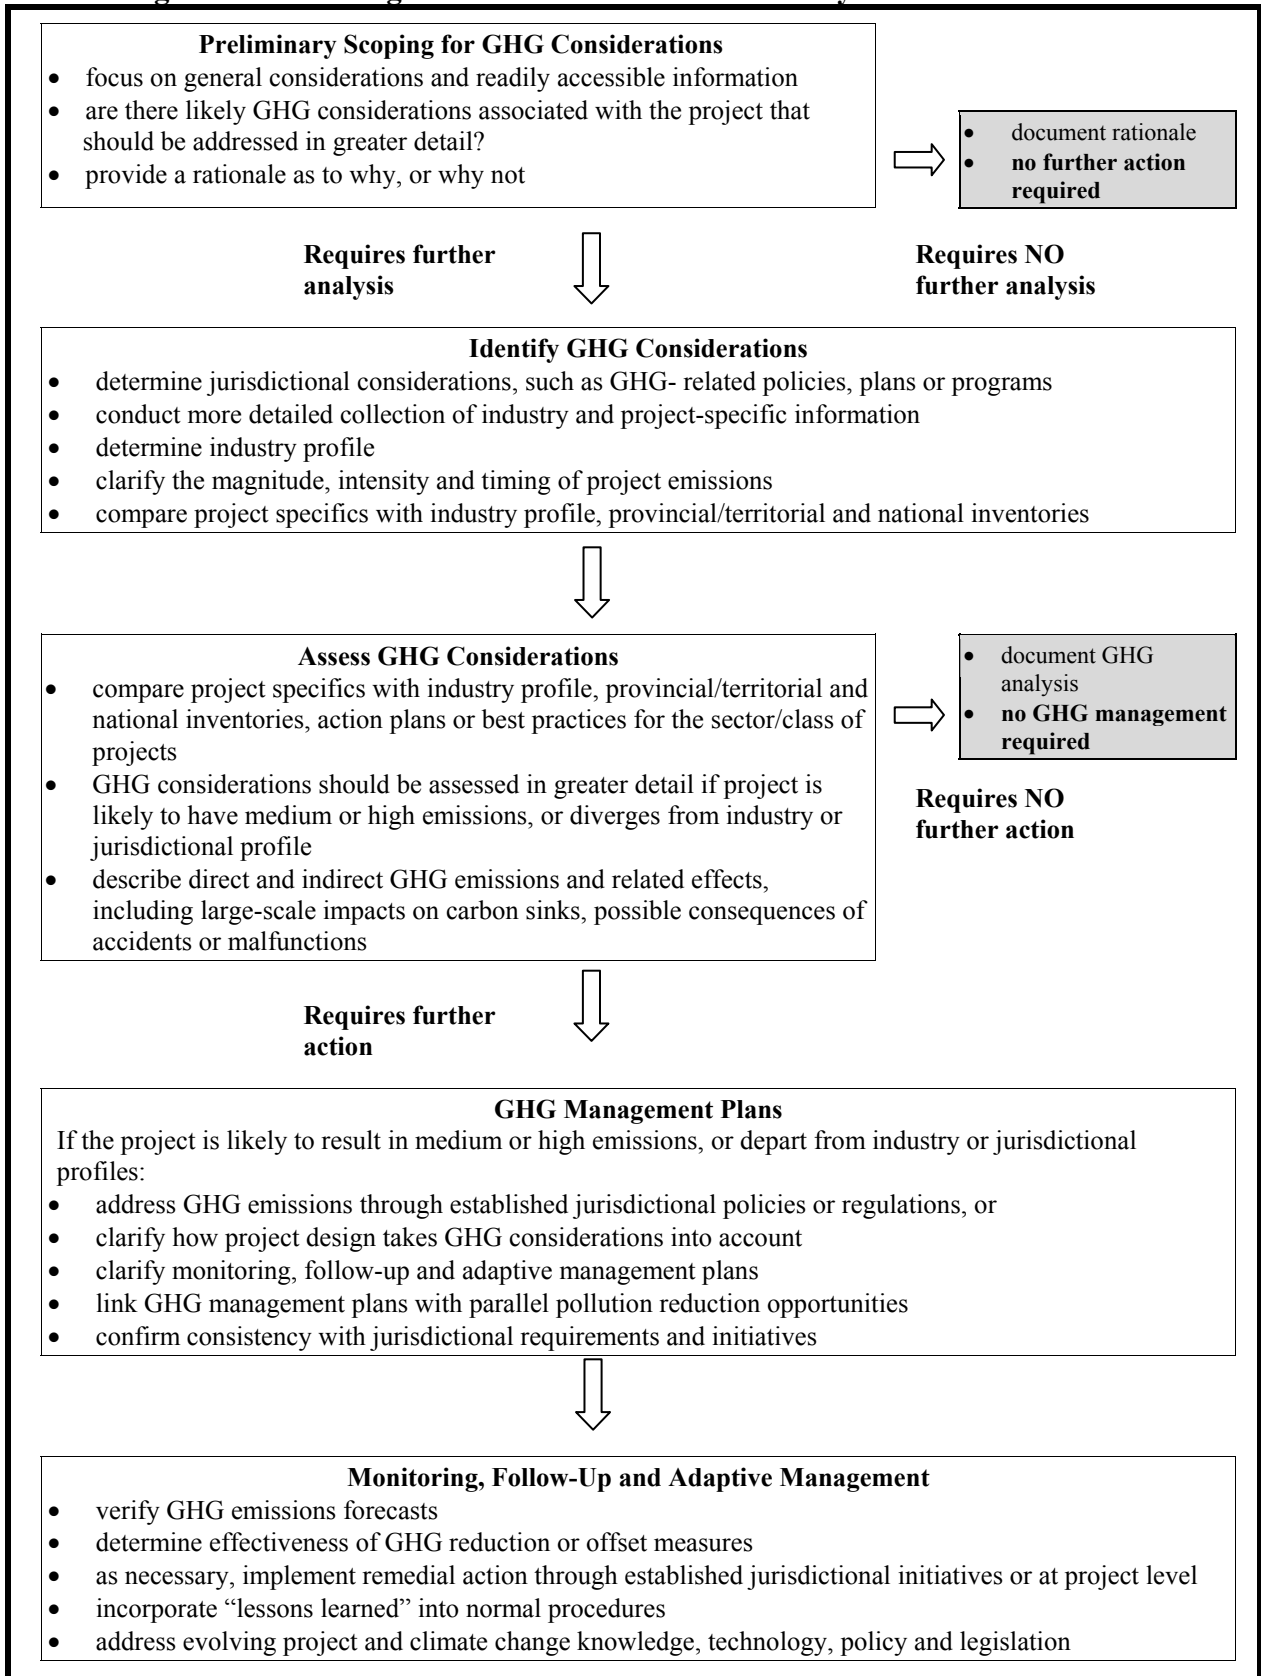 Preliminary Scoping for GHG Considerations
• focus on general considerations and readily accessible information
• are there likely GHG considerations associated with the project that
should be addressed in greater detail?
• provide a rationale as to why, or why not
• document rationale
• no further action
required
Requires further
analysis
Requires NO
further analysis
Identify GHG Considerations
• determine jurisdictional considerations, such as GHG- related policies, plans or programs
• conduct more detailed collection of industry and project-specific information
• determine industry profile
• clarify the magnitude, intensity and timing of project emissions
• compare project specifics with industry profile, provincial/territorial and national inventories
Assess GHG Considerations
• compare project specifics with industry profile, provincial/territorial and
national inventories, action plans or best practices for the sector/class of
projects
• GHG considerations should be assessed in greater detail if project is
likely to have medium or high emissions, or diverges from industry or
jurisdictional profile
• describe direct and indirect GHG emissions and related effects,
including large-scale impacts on carbon sinks, possible consequences of
accidents or malfunctions
• document GHG
analysis
• no GHG management
required
Requires NO
further action
Requires further
action
GHG Management Plans
If the project is likely to result in medium or high emissions, or depart from industry or jurisdictional
profiles:
• address GHG emissions through established jurisdictional policies or regulations, or
• clarify how project design takes GHG considerations into account
• clarify monitoring, follow-up and adaptive management plans
• link GHG management plans with parallel pollution reduction opportunities
• confirm consistency with jurisdictional requirements and initiatives
Monitoring, Follow-Up and Adaptive Management
• verify GHG emissions forecasts
• determine effectiveness of GHG reduction or offset measures
• as necessary, implement remedial action through established jurisdictional initiatives or at project level
• incorporate “lessons learned” into normal procedures
• address evolving project and climate change knowledge, technology, policy and legislation